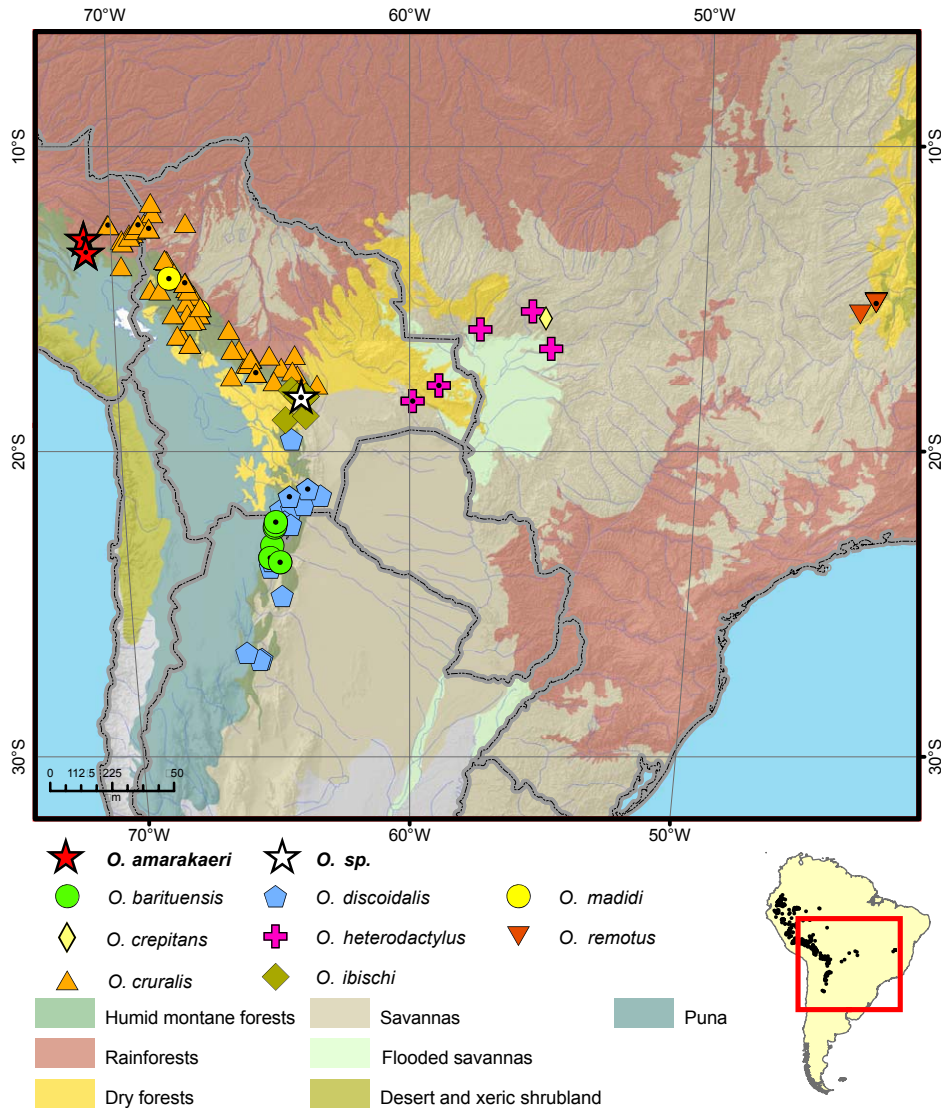 70°W 60°W 50°W
10°S 10°S
20°S 20°S
30°S 30°S
0 112.5 225 50
m
70°W 60°W 50°W
O. amarakaeri O. sp.
O. barituensis O. discoidalis O. madidi
O. crepitans O. heterodactylus O. remotus
O. cruralis O. ibischi
Humid montane forests Savannas Puna
Rainforests Flooded savannas
Dry forests Desert and xeric shrubland